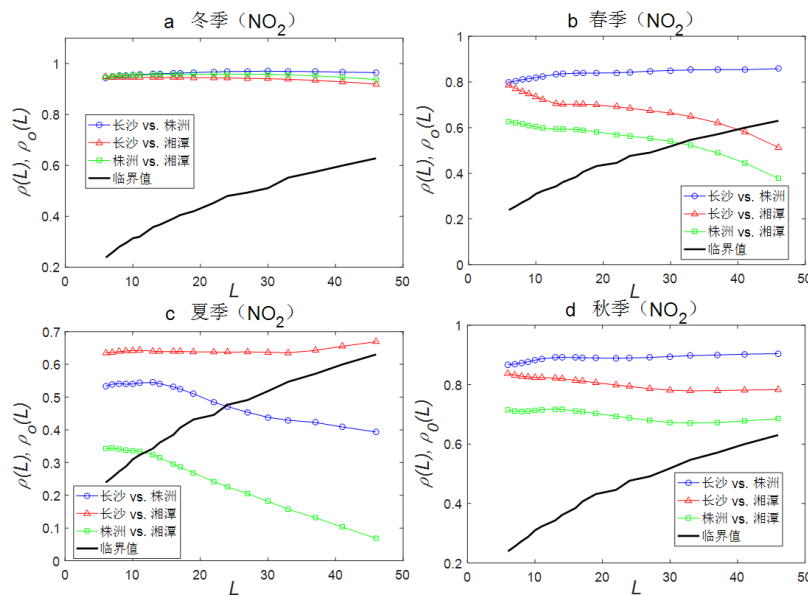 a 冬季（NO2）
1
0.8
0.6
0.4
0.2
0
10
20
30
40
50
L
ρ(L), ρo(L)
长沙 vs. 株洲
长沙 vs. 湘潭
株洲 vs. 湘潭
临界值
b 春季（NO2）
1
0.8
0.6
0.4
0.2
0
0
10
20
30
40
50
L
ρ(L), ρo(L)
长沙 vs. 株洲
长沙 vs. 湘潭
株洲 vs. 湘潭
临界值
c 夏季（NO2）
0.7
0.6
0.5
0.4
0.3
0.2
0.1
0
0
10
20
30
40
50
L
ρ(L), ρo(L)
长沙 vs. 株洲
长沙 vs. 湘潭
株洲 vs. 湘潭
临界值
d 秋季（NO2）
1
0.8
0.6
0.4
0.2
0
10
20
30
40
50
L
ρ(L), ρ0(L)
长沙 vs. 株洲
长沙 vs. 湘潭
株洲 vs. 湘潭
临界值